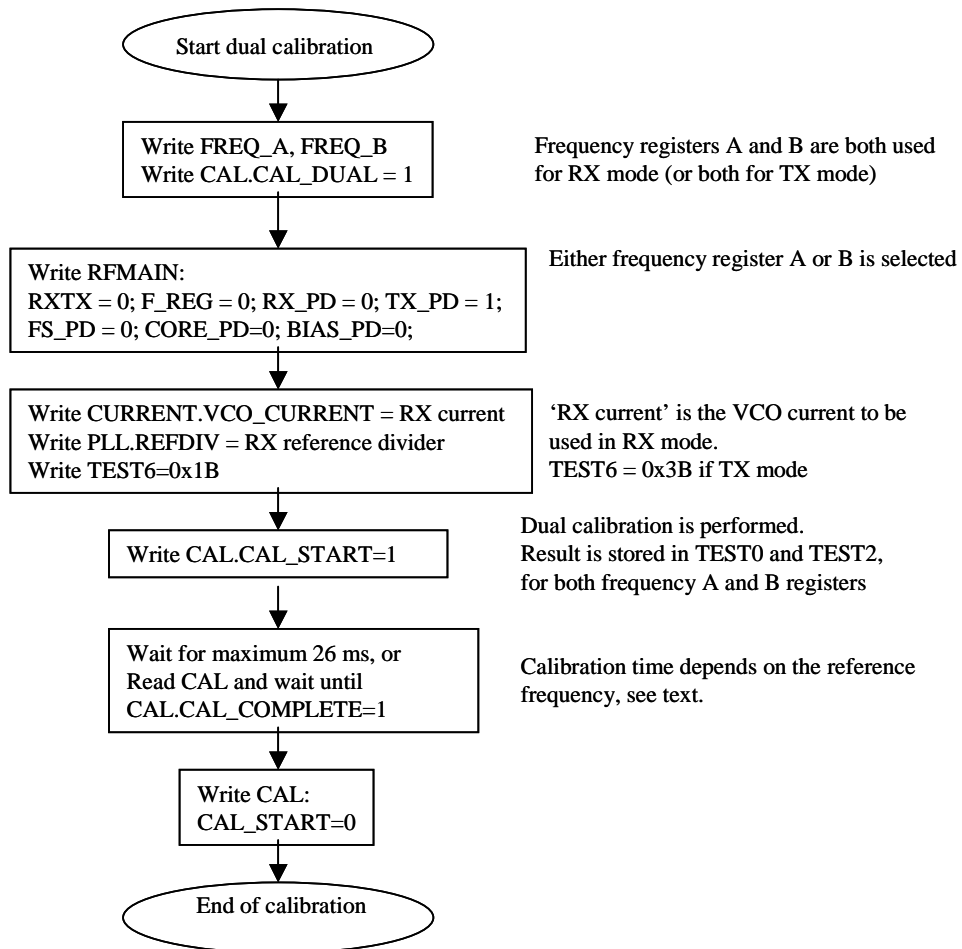 Start dual calibration
Write FREQ_A, FREQ_B
Write CAL.CAL_DUAL = 1
Frequency registers A and B are both used
for RX mode (or both for TX mode)
Write RFMAIN:
RXTX = 0; F_REG = 0; RX_PD = 0; TX_PD = 1;
FS_PD = 0; CORE_PD=0; BIAS_PD=0;
Either frequency register A or B is selected
Write CURRENT.VCO_CURRENT = RX current
Write PLL.REFDIV = RX reference divider
Write TEST6=0x1B
‘RX current’ is the VCO current to be
used in RX mode.
TEST6 = 0x3B if TX mode
Write CAL.CAL_START=1
Dual calibration is performed.
Result is stored in TEST0 and TEST2,
for both frequency A and B registers
Wait for maximum 26 ms, or
Read CAL and wait until
CAL.CAL_COMPLETE=1
Calibration time depends on the reference
frequency, see text.
Write CAL:
CAL_START=0
End of calibration